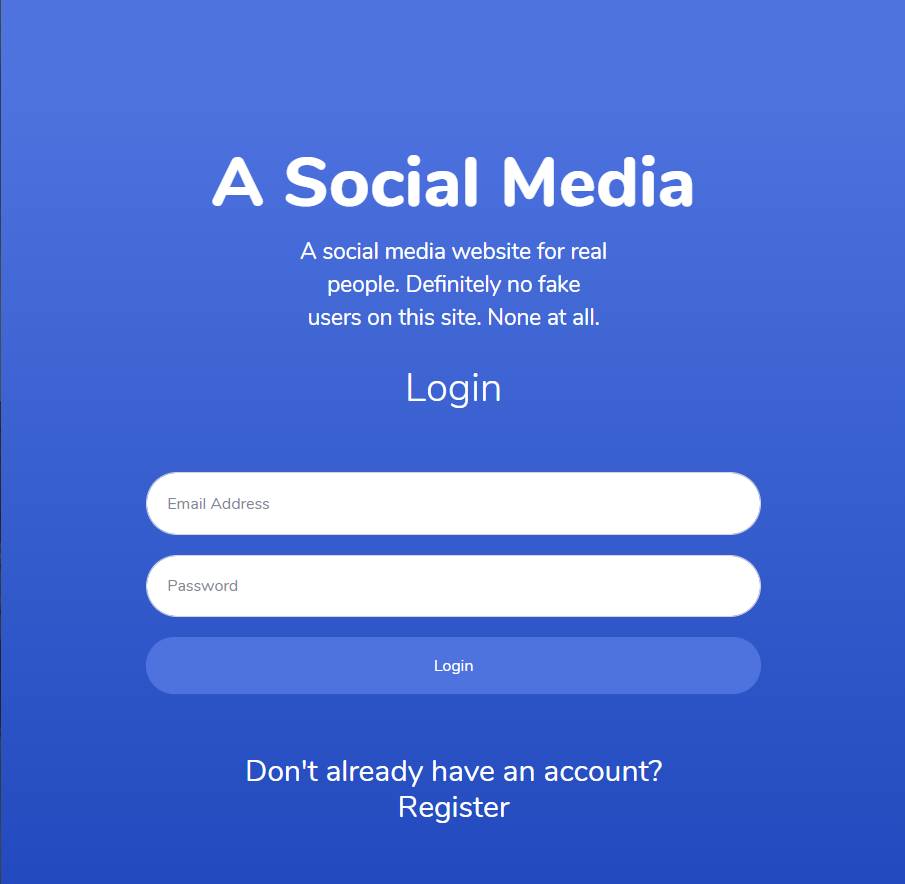 A Social Media
A social media website for real
people. Definitely no fake
users on this site. None at all.
Login
Email Address
Password
Login
Don't already have an account?
Register